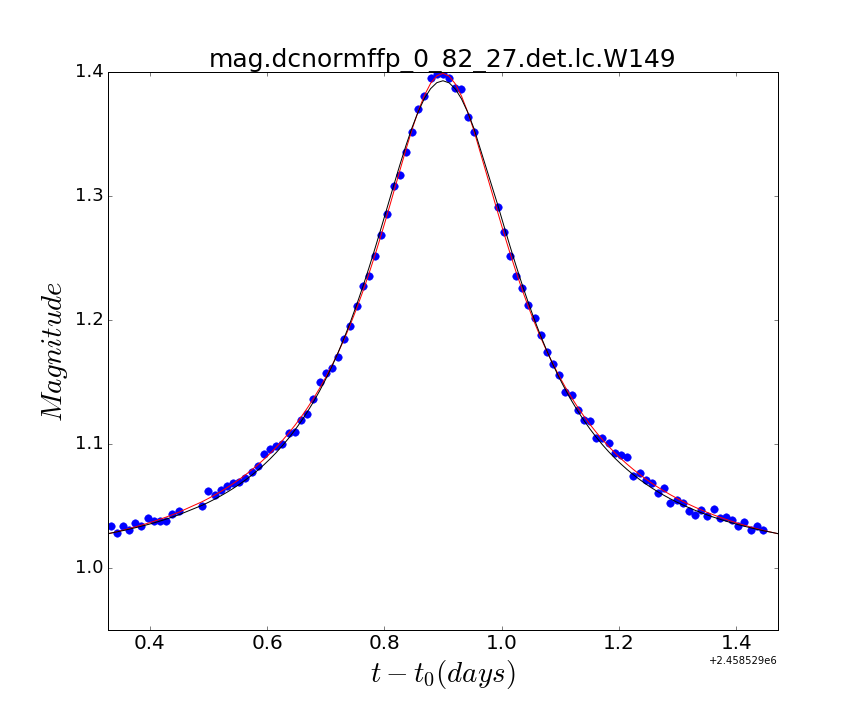 mag.dcnormffp_0_82_27.det.lc.W149
1.4
1.3
1.2
1.1
1.0
Magnitude
0.4 0.6 0.8 1.0 1.2 1.4
+2.458529e6
t − t₀(days)